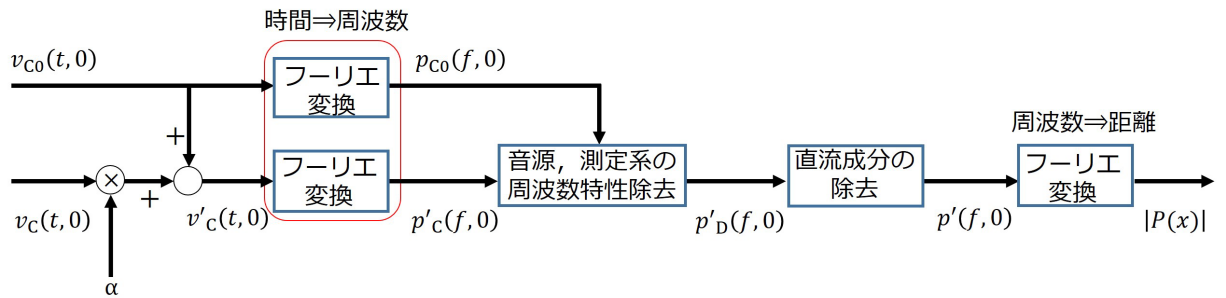 時間⇒周波数
v_C0(t,0)
フーリエ
変換
p_C0(f,0)
+
周波数⇒距離
×
+
v_C(t,0)
α
v′_C(t,0)
フーリエ
変換
p′_C(f,0)
音源，測定系の
周波数特性除去
p′_D(f,0)
直流成分の
除去
p′(f,0)
フーリエ
変換
|P(x)|